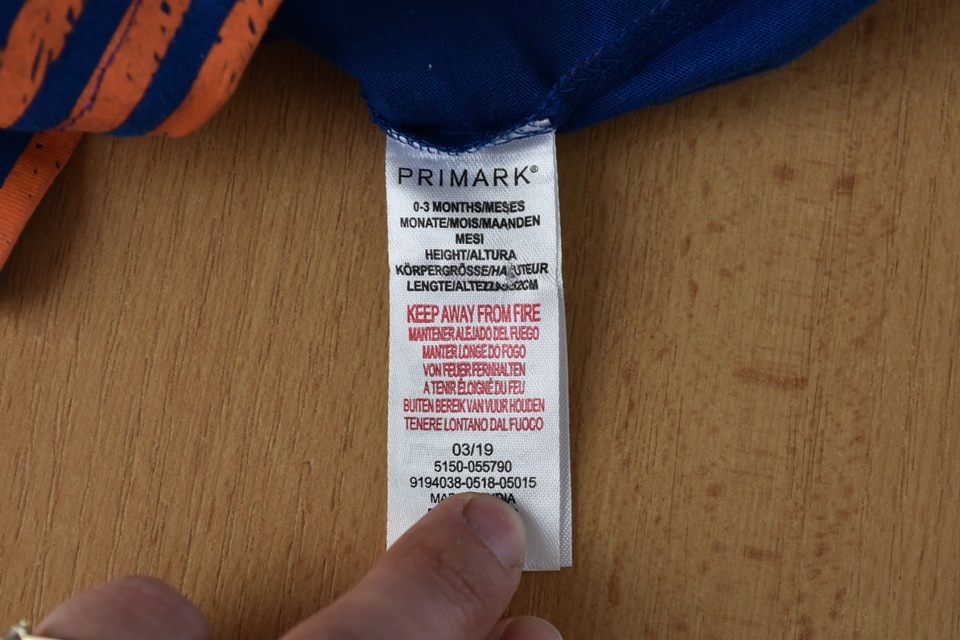 PRIMARK®
0-3 MONTHS/MESES
MONATE/MOIS/MAANDEN
MESI
HEIGHT/ALTURA
KÖRPERGRÖSSE/HAUTEUR
LENGTE/ALTEZZA
KEEP AWAY FROM FIRE
MANTENER ALEJADO DEL FUEGO
MANTER LONGE DO FOGO
VON FEUER FERNHALTEN
A TENIR ÉLOIGNÉ DU FEU
BUITEN BEREIK VAN VUUR HOUDEN
TENERE LONTANO DAL FUOCO
03/19
5150-055790
9194038-0518-05015